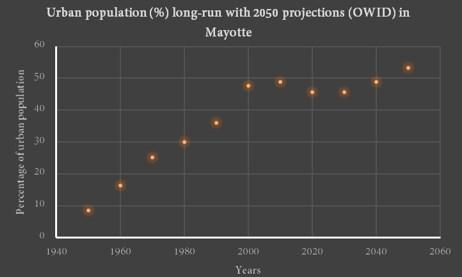 Urban population (%) long-run with 2050 projections (OWID) in
Mayotte
Percentage of urban population
60
50
40
30
20
10
0
1940 1960 1980 2000 2020 2040 2060
Years